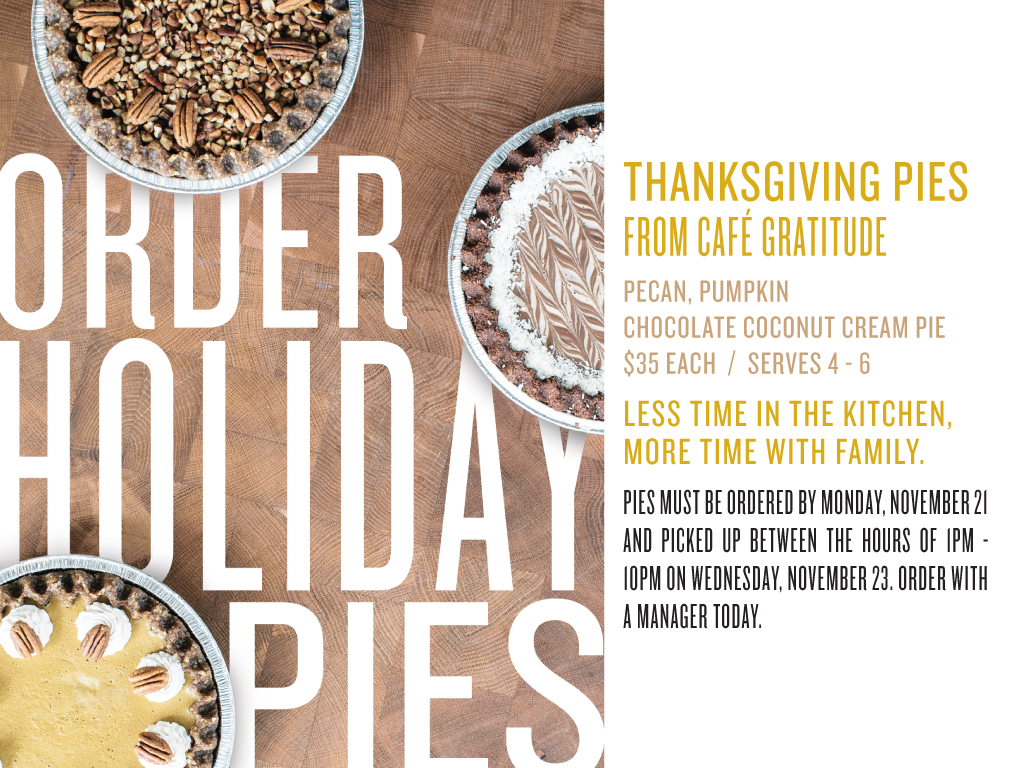 ORDER
HOLIDAY
PIES
THANKSGIVING PIES
FROM CAFÉ GRATITUDE
PECAN, PUMPKIN
CHOCOLATE COCONUT CREAM PIE
$35 EACH / SERVES 4 - 6
LESS TIME IN THE KITCHEN,
MORE TIME WITH FAMILY.
PIES MUST BE ORDERED BY MONDAY, NOVEMBER 21
AND PICKED UP BETWEEN THE HOURS OF 1PM -
10PM ON WEDNESDAY, NOVEMBER 23. ORDER WITH
A MANAGER TODAY.